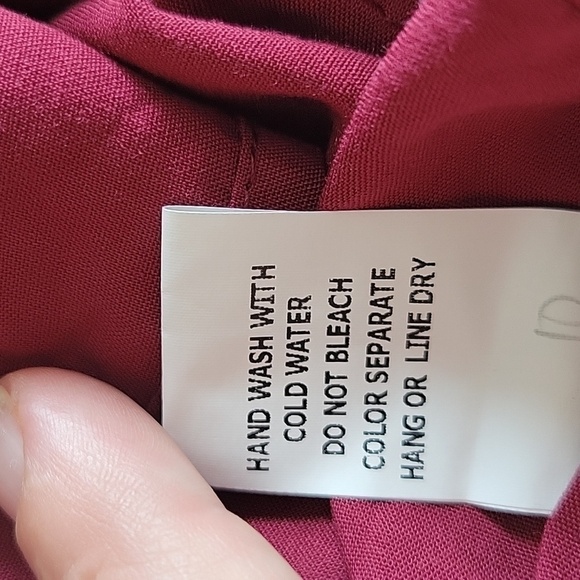 HAND WASH WITH
COLD WATER
DO NOT BLEACH
COLOR SEPARATE
HANG OR LINE DRY